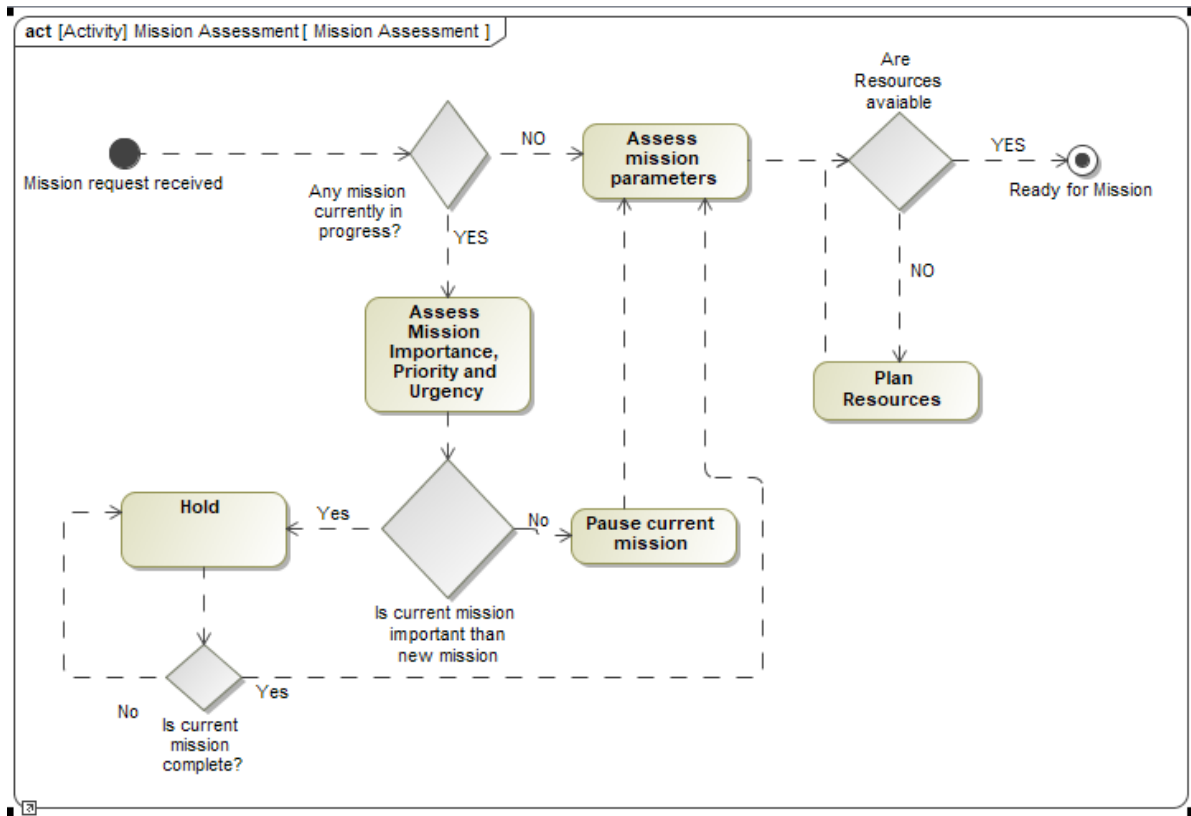 act [Activity] Mission Assessment [ Mission Assessment ]
Mission request received
Any mission
currently in
progress?
NO
YES
Assess
mission
parameters
Are
Resources
avaiable
YES
Ready for Mission
NO
Plan
Resources
Assess
Mission
Importance,
Priority and
Urgency
Is current mission
important than
new mission
Yes
No
Hold
Pause current
mission
Is current
mission
complete?
No
Yes